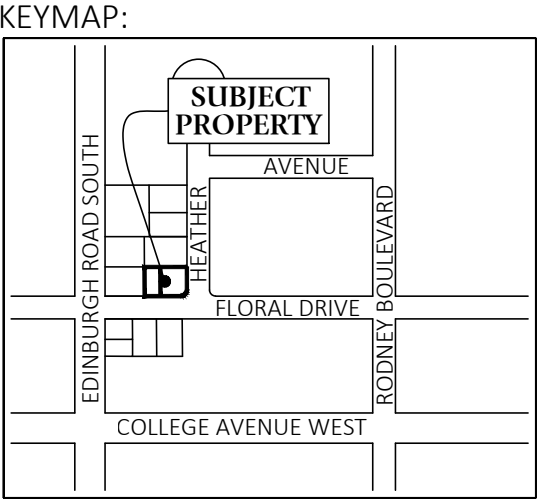 KEYMAP:
SUBJECT
PROPERTY
AVENUE
HEATHER
EDINBURGH ROAD SOUTH
RODNEY BOULEVARD
FLORAL DRIVE
COLLEGE AVENUE WEST